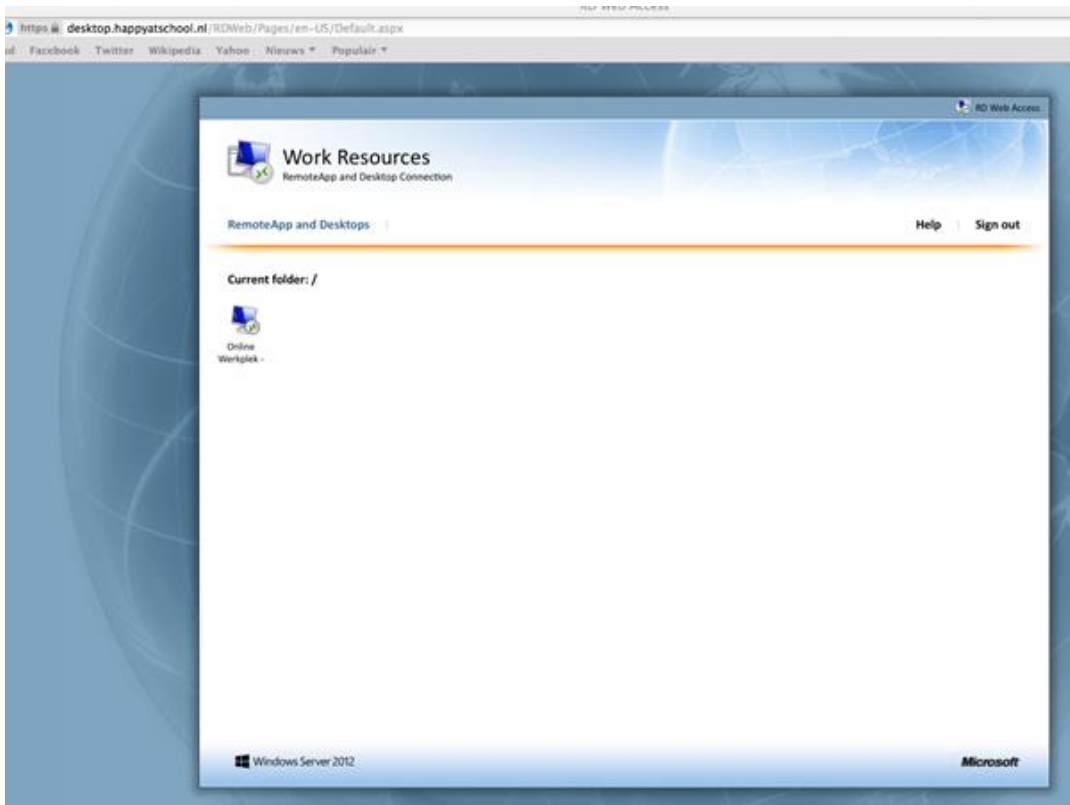 RD Web Access
https desktop.happyatschool.nl/RDWeb/Pages/en-US/Default.aspx
Facebook Twitter Wikipedia Yahoo Nieuws Populair
RD Web Access
Work Resources
RemoteApp and Desktop Connection
RemoteApp and Desktops
Help Sign out
Current folder: /
Online
Werkplek -
Windows Server 2012
Microsoft